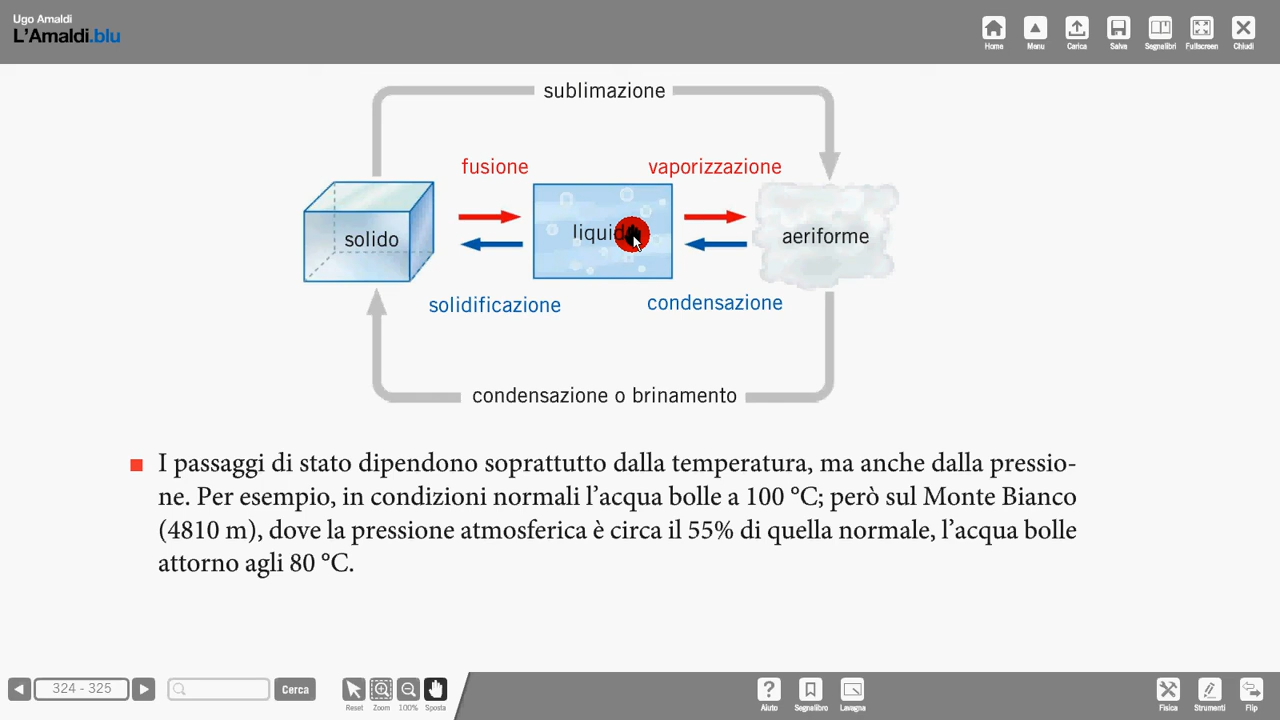 Ugo Amaldi
L'Amaldi.blu
Home
Menu
Carica
Salva
Segnalibri
Fullscreen
Chiudi
sublimazione
fusione
vaporizzazione
solido
liquido
aeriforme
solidificazione
condensazione
condensazione o brinamento
I passaggi di stato dipendono soprattutto dalla temperatura, ma anche dalla pressio-
ne. Per esempio, in condizioni normali l'acqua bolle a 100 °C; però sul Monte Bianco
(4810 m), dove la pressione atmosferica è circa il 55% di quella normale, l'acqua bolle
attorno agli 80 °C.
324 - 325
Cerca
Reset
Zoom
100%
Sposta
Aiuto
Segnalibro
Lavagna
Fisica
Strumenti
Flip